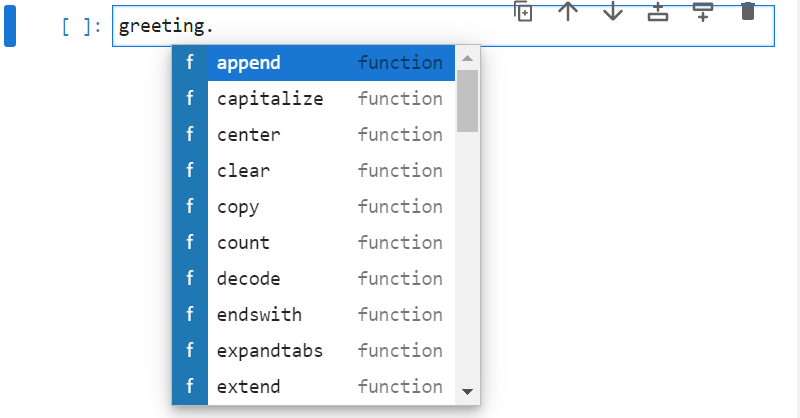 [ ]: greeting.
f append function
f capitalize function
f center function
f clear function
f copy function
f count function
f decode function
f endswith function
f expandtabs function
f extend function